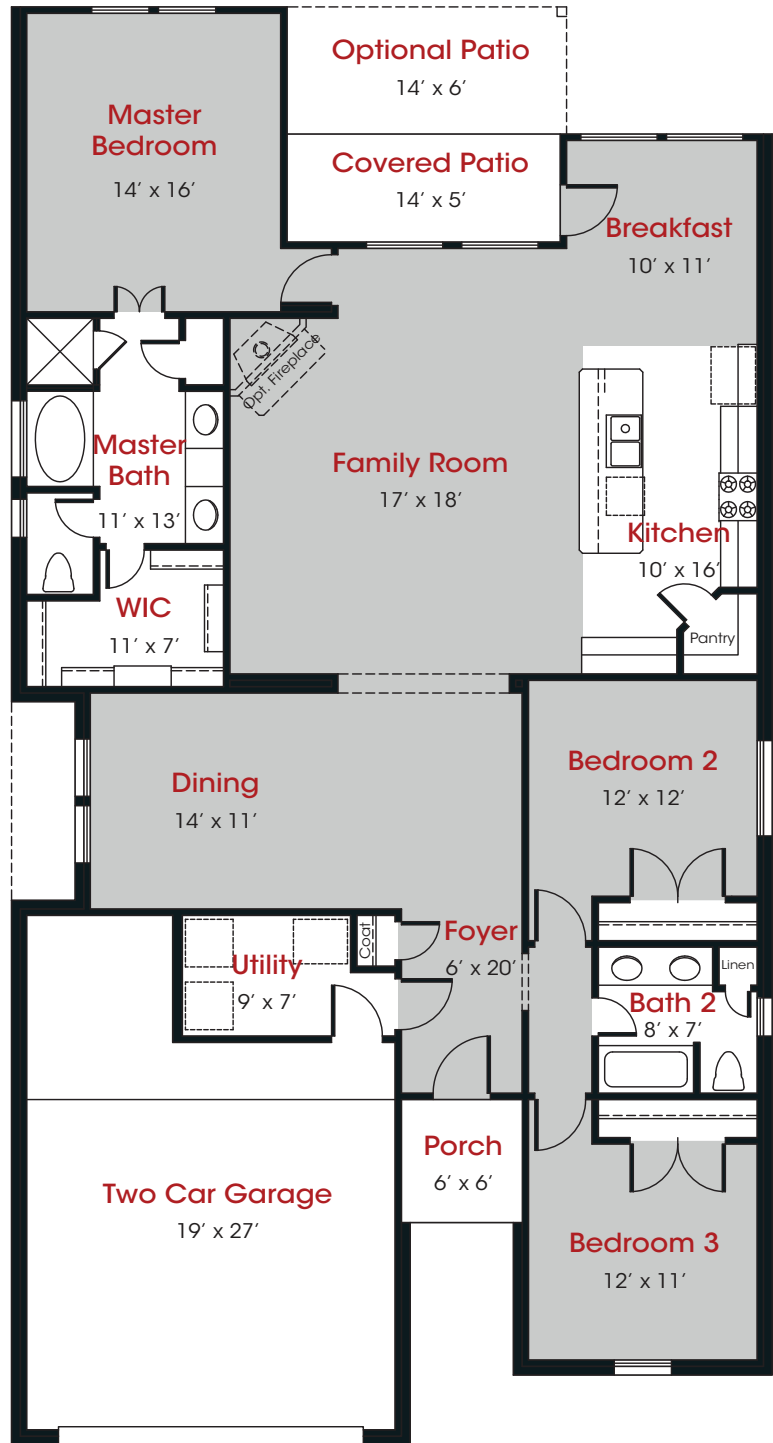 Optional Patio
14’ x 6’
Master
Bedroom
14’ x 16’
Covered Patio
14’ x 5’
Breakfast
10’ x 11’
Opt. Fireplace
Master
Bath
11’ x 13’
Family Room
17’ x 18’
Kitchen
10’ x 16’
WIC
11’ x 7’
Pantry
Dining
14’ x 11’
Bedroom 2
12’ x 12’
Coat
Foyer
6’ x 20’
Utility
9’ x 7’
Linen
Bath 2
8’ x 7’
Porch
6’ x 6’
Two Car Garage
19’ x 27’
Bedroom 3
12’ x 11’